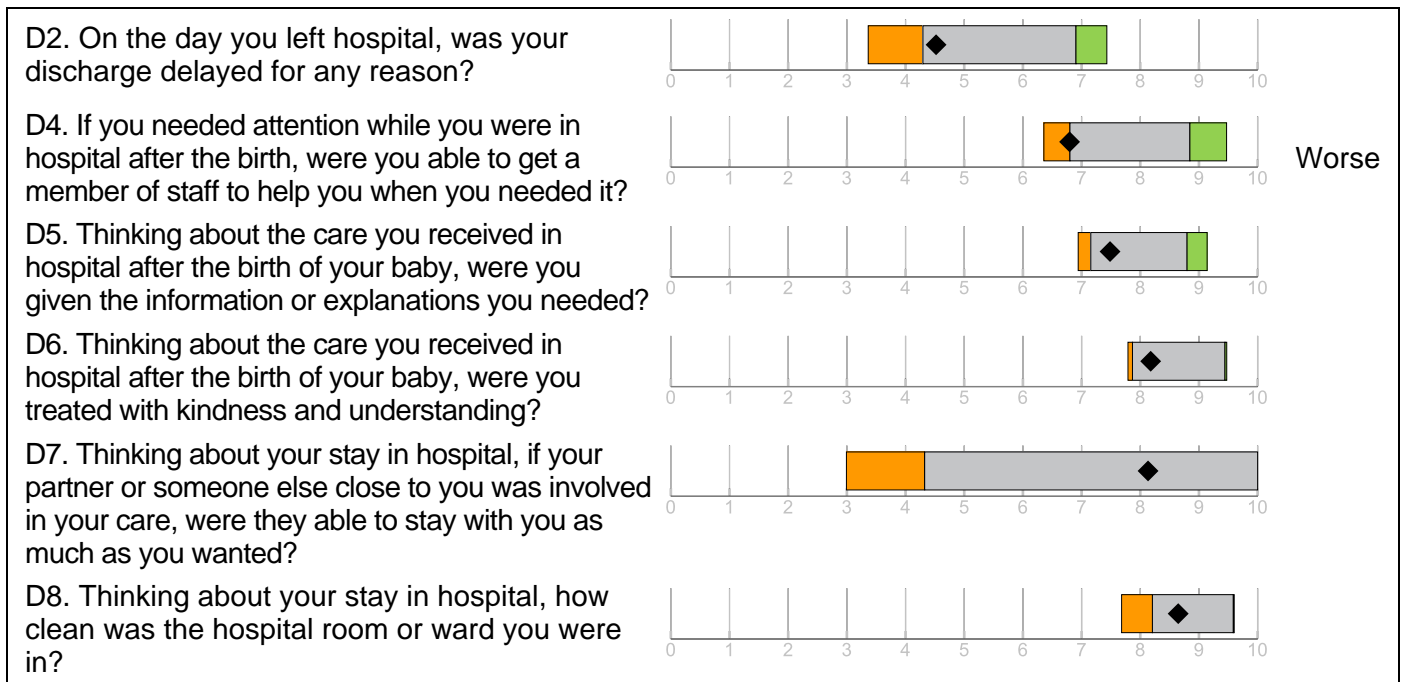 D2. On the day you left hospital, was your
discharge delayed for any reason?
0 1 2 3 4 5 6 7 8 9 10
D4. If you needed attention while you were in
hospital after the birth, were you able to get a
member of staff to help you when you needed it?
0 1 2 3 4 5 6 7 8 9 10
Worse
D5. Thinking about the care you received in
hospital after the birth of your baby, were you
given the information or explanations you needed?
0 1 2 3 4 5 6 7 8 9 10
D6. Thinking about the care you received in
hospital after the birth of your baby, were you
treated with kindness and understanding?
0 1 2 3 4 5 6 7 8 9 10
D7. Thinking about your stay in hospital, if your
partner or someone else close to you was involved
in your care, were they able to stay with you as
much as you wanted?
0 1 2 3 4 5 6 7 8 9 10
D8. Thinking about your stay in hospital, how
clean was the hospital room or ward you were
in?
0 1 2 3 4 5 6 7 8 9 10